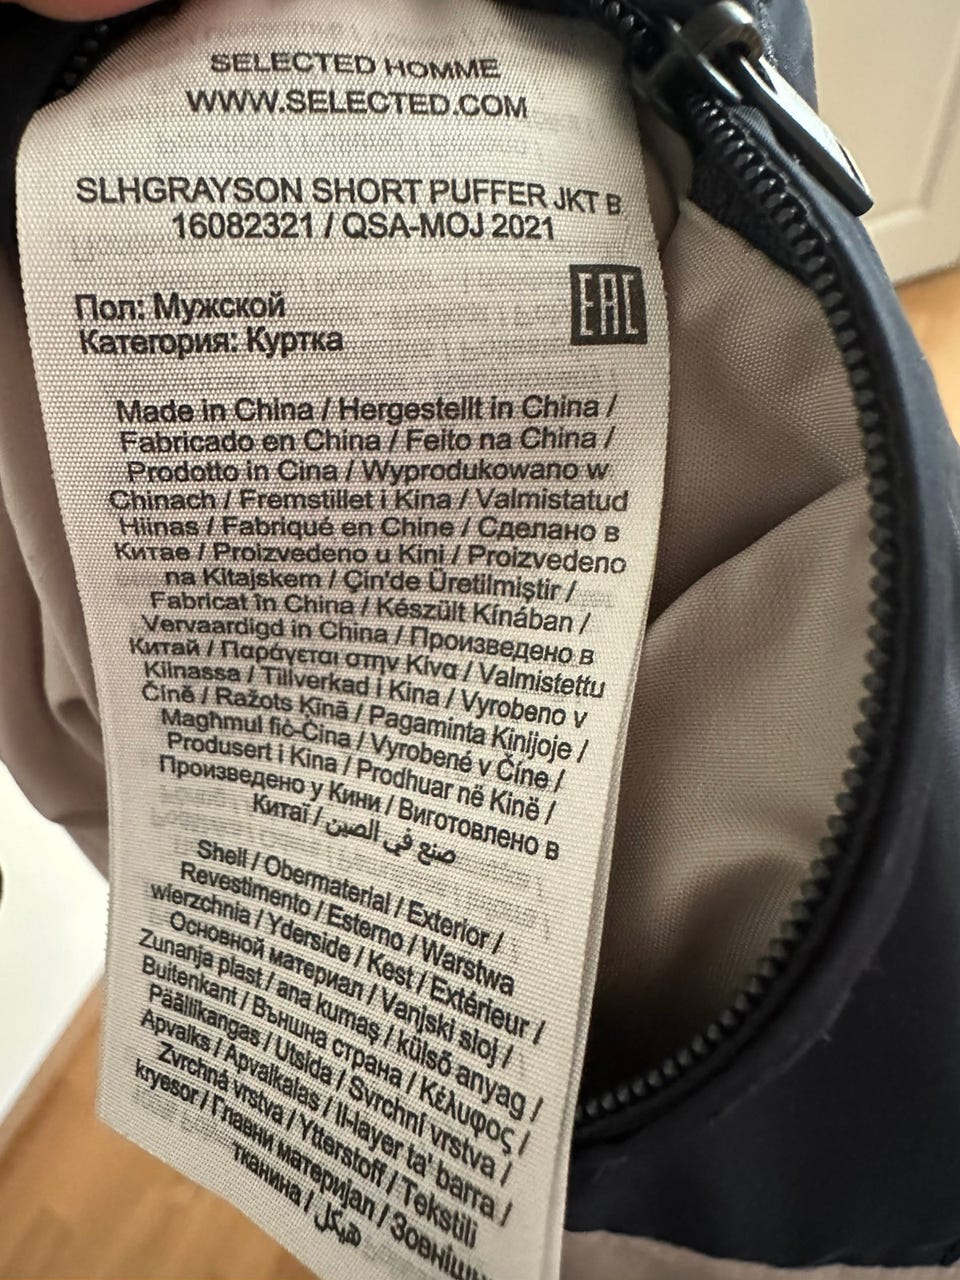 SELECTED HOMME
WWW.SELECTED.COM
SLHGRAYSON SHORT PUFFER JKT B
16082321 / QSA-MOJ 2021
Пол: Мужской
Категория: Куртка
EAC
Made in China / Hergestellt in China /
Fabricado en China / Feito na China /
Prodotto in Cina / Wyprodukowano w
Chinach / Fremstillet i Kina / Valmistatud
Hiinas / Fabriqué en Chine / Сделано в
Китае / Proizvedeno u Kini / Proizvedeno
na Kitajskem / Çin'de Üretilmiştir /
Fabricat în China / Készült Kínában /
Vervaardigd in China / Произведено в
Китай / Παράγεται στην Κίνα / Valmistettu
Kiinassa / Tillverkad i Kina / Vyrobeno v
Číně / Ražots Ķīnā / Pagaminta Kinijoje /
Maghmul fiċ-Ċina / Vyrobené v Číne /
Produsert i Kina / Prodhuar në Kinë /
Произведено у Кини / Виготовлено в
Китаї / صنع في الصين
Shell / Obermaterial / Exterior /
Revestimento / Esterno / Warstwa
wierzchnia / Yderside / Kest / Extérieur /
Основной материал / Vanjski sloj /
Zunanja plast / ana kumaş / külső anyag /
Buitenkant / Външна страна / Κέλυφος /
Päällikangas / Utsida / Svrchní vrstva /
Apvalks / Apvalkalas / Il-layer ta' barra /
Zvrchná vrstva / Ytterstoff / Tekstili
kryesor / Главни материјал / Зовнішн
тканина / هيكل